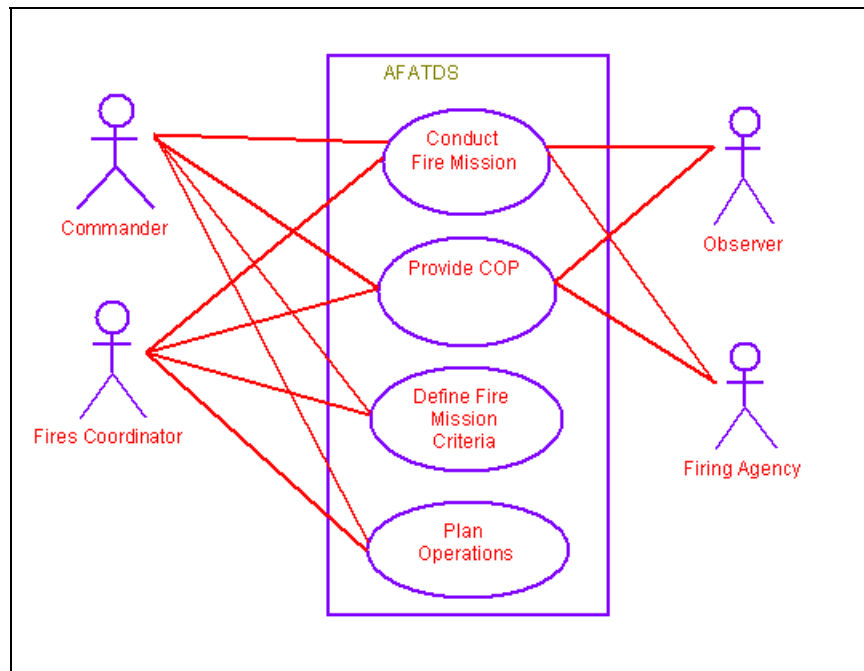 AFATDS
Conduct
Fire Mission
Commander
Observer
Provide COP
Fires Coordinator
Define Fire
Mission
Criteria
Firing Agency
Plan
Operations